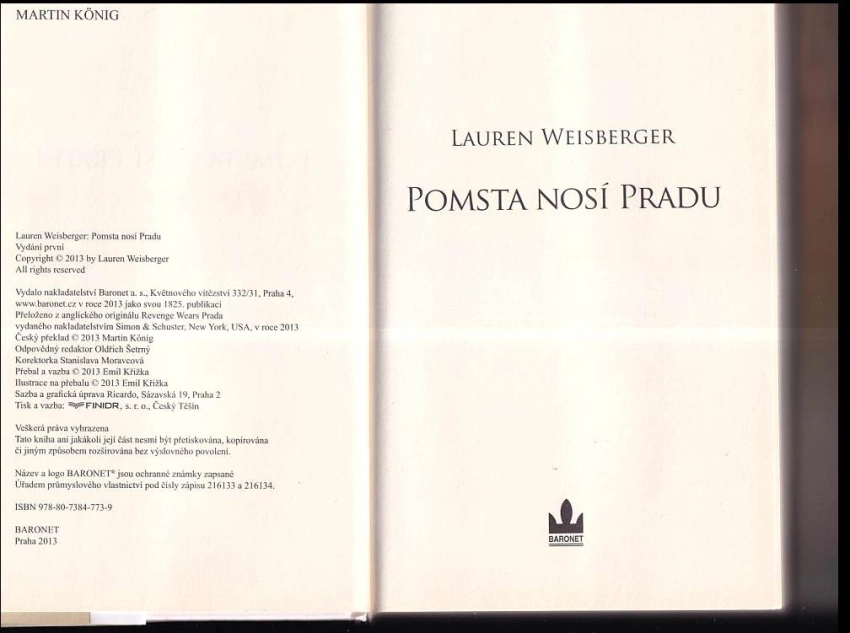 MARTIN KÖNIG
Lauren Weisberger: Pomsta nosí Pradu
Vydání první
Copyright © 2013 by Lauren Weisberger
All rights reserved
Vydalo nakladatelství Baronet a. s., Květnového vítězství 332/31, Praha 4,
www.baronet.cz v roce 2013 jako svou 1825. publikaci
Přeloženo z anglického originálu Revenge Wears Prada
vydaného nakladatelstvím Simon & Schuster, New York, USA, v roce 2013
Český překlad © 2013 Martin König
Odpovědný redaktor Oldřich Šetrný
Korektorka Stanislava Moravcová
Přebal a vazba © 2013 Emil Křižka
Ilustrace na přebalu © 2013 Emil Křižka
Sazba a grafická úprava Ricardo, Sázavská 19, Praha 2
Tisk a vazba: FINIDR, s. r. o., Český Těšín
Veškerá práva vyhrazena
Tato kniha ani jakákoli její část nesmí být přetiskována, kopírována
či jiným způsobem rozšiřována bez výslovného povolení.
Název a logo BARONET® jsou ochranné známky zapsané
Úřadem průmyslového vlastnictví pod čísly zápisu 216133 a 216134.
ISBN 978-80-7384-773-9
BARONET
Praha 2013
LAUREN WEISBERGER
POMSTA NOSÍ PRADU
BARONET